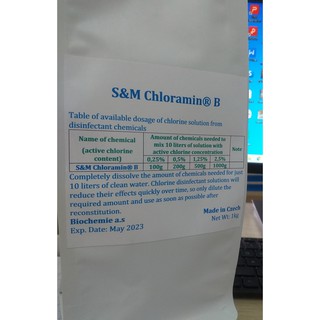 S&M Chloramin® B
Table of available dosage of chlorine solution from
disinfectant chemicals
Name of chemical
(active chlorine
content)
Amount of chemicals needed to
mix 10 liters of solution with
active chlorine concentration
Note
0,25% 0,5% 1,25% 2,5%
S&M Chloramin® B 100g 200g 500g 1000g
Completely dissolve the amount of chemicals needed for just
10 liters of clean water. Chlorine disinfectant solutions will
reduce their effects quickly over time, so only dilute the
required amount and use as soon as possible after
reconstitution.
Biochemie a.s
Made in Czech
Exp. Date: May 2023
Net Wt. 1kg